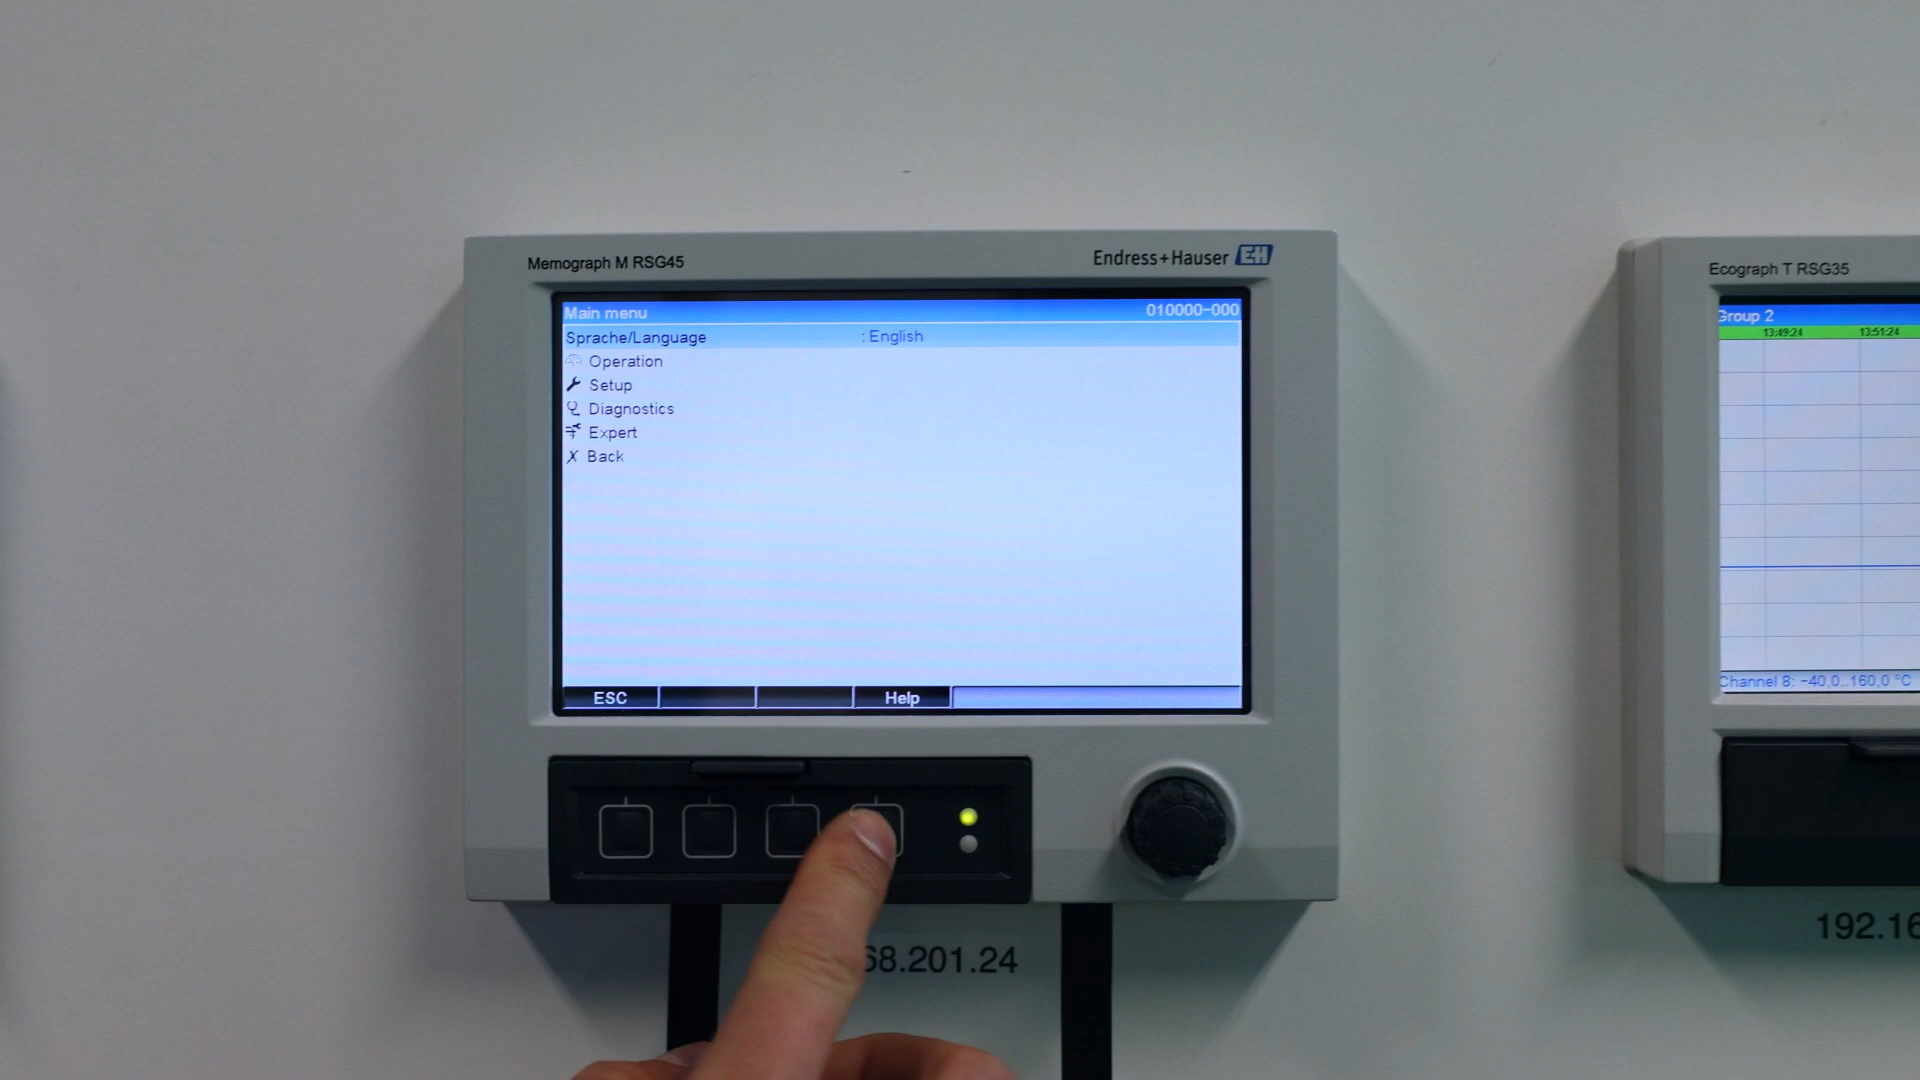 Memograph M RSG45
Endress+Hauser EH
Main menu 010000-000
Sprache/Language : English
Operation
Setup
Diagnostics
Expert
X Back
ESC Help
68.201.24
Ecograph T RSG35
Group 2
13:49:24 13:51:24
Channel 8: -40,0..160,0 °C
192.16